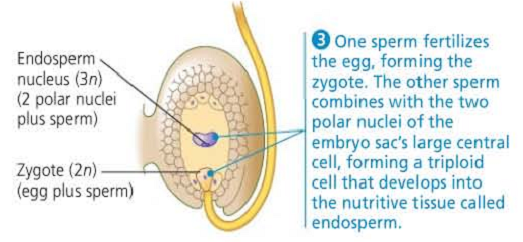 Endosperm
nucleus (3n)
(2 polar nuclei
plus sperm)
Zygote (2n)
(egg plus sperm)
3 One sperm fertilizes
the egg, forming the
zygote. The other sperm
combines with the two
polar nuclei of the
embryo sac's large central
cell, forming a triploid
cell that develops into
the nutritive tissue called
endosperm.